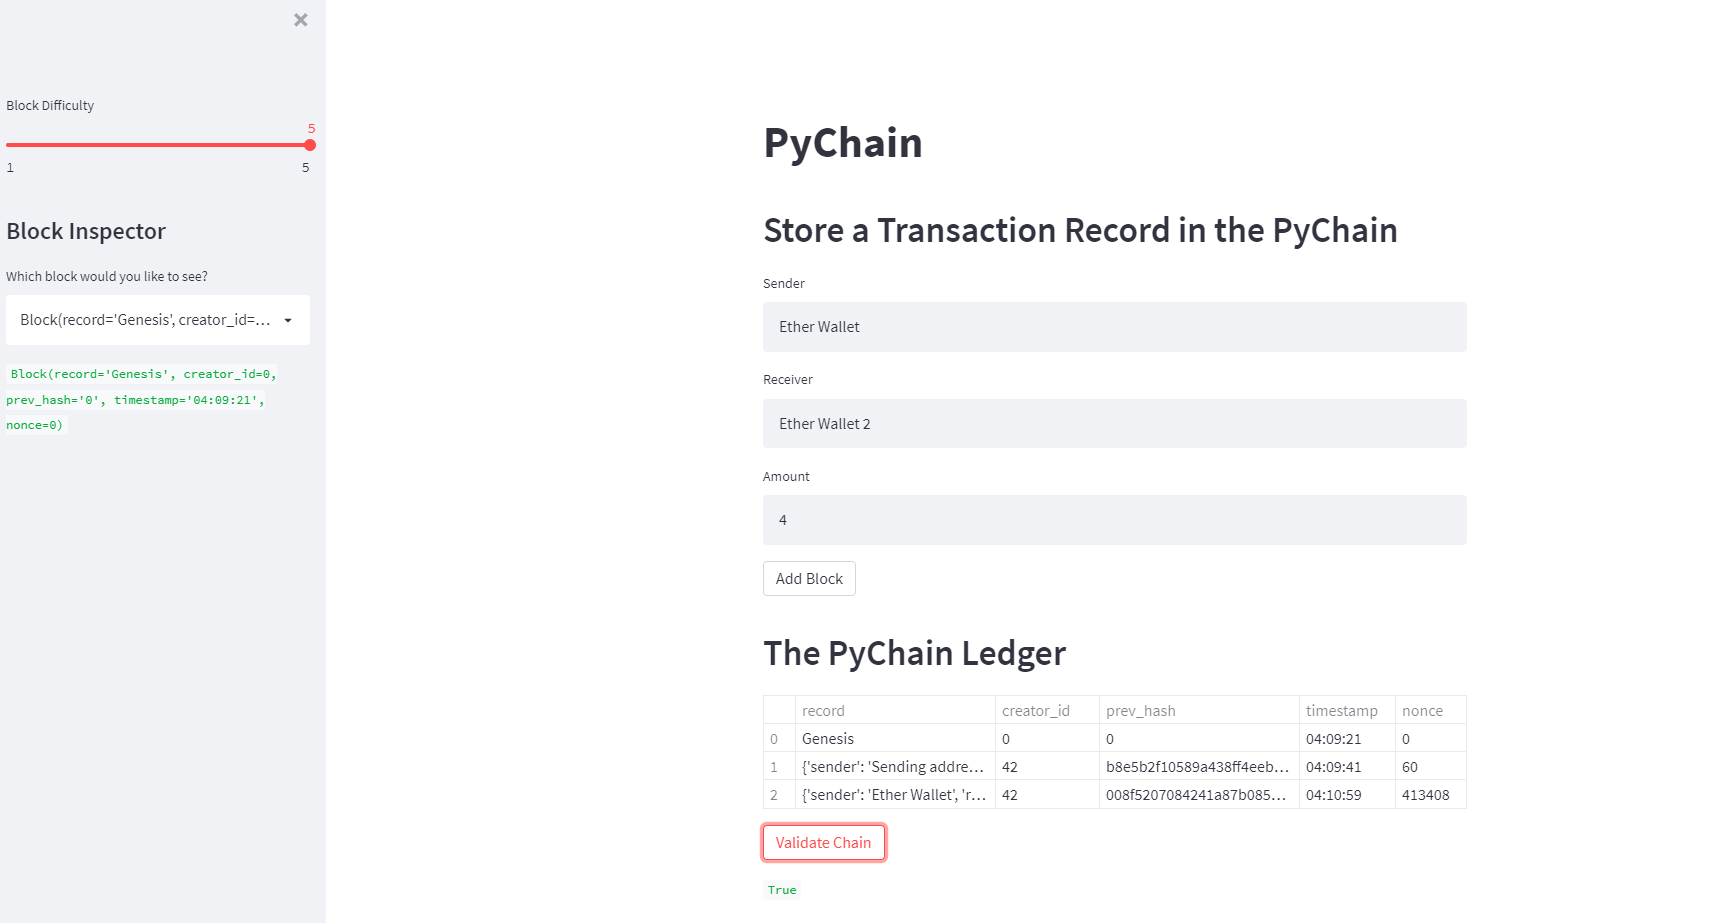 ×
Block Difficulty
5
1 5
Block Inspector
Which block would you like to see?
Block(record='Genesis', creator_id=...
Block(record='Genesis', creator_id=0,
prev_hash='0', timestamp='04:09:21',
nonce=0)
PyChain
Store a Transaction Record in the PyChain
Sender
Ether Wallet
Receiver
Ether Wallet 2
Amount
4
Add Block
The PyChain Ledger
record creator_id prev_hash timestamp nonce
0 Genesis 0 0 04:09:21 0
1 {'sender': 'Sending addre... 42 b8e5b2f10589a438ff4eeb... 04:09:41 60
2 {'sender': 'Ether Wallet', 'r... 42 008f5207084241a87b085... 04:10:59 413408
Validate Chain
True